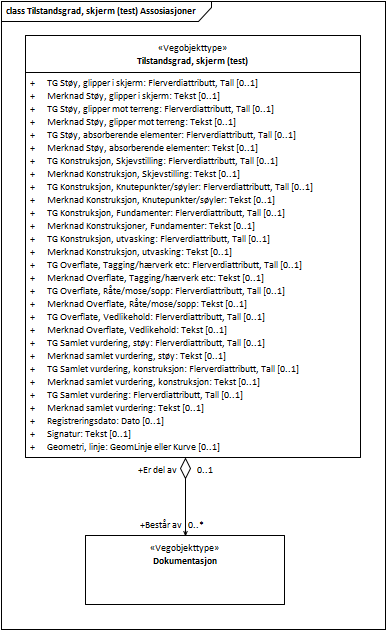 class Tilstandsgrad, skjerm (test) Assosiasjoner
«Vegobjekttype»
Tilstandsgrad, skjerm (test)
+ TG Støy, glipper i skjerm: Flerverdiattributt, Tall [0..1]
+ Merknad Støy, glipper i skjerm: Tekst [0..1]
+ TG Støy, glipper mot terreng: Flerverdiattributt, Tall [0..1]
+ Merknad Støy, glipper mot terreng: Tekst [0..1]
+ TG Støy, absorberende elementer: Flerverdiattributt, Tall [0..1]
+ Merknad Støy, absorberende elementer: Tekst [0..1]
+ TG Konstruksjon, Skjevstilling: Flerverdiattributt, Tall [0..1]
+ Merknad Konstruksjon, Skjevstilling: Tekst [0..1]
+ TG Konstruksjon, Knutepunkter/søyler: Flerverdiattributt, Tall [0..1]
+ Merknad Konstruksjon, Knutepunkter/søyler: Tekst [0..1]
+ TG Konstruksjon, Fundamenter: Flerverdiattributt, Tall [0..1]
+ Merknad Konstruksjoner, Fundamenter: Tekst [0..1]
+ TG Konstruksjon, utvasking: Flerverdiattributt, Tall [0..1]
+ Merknad Konstruksjon, utvasking: Tekst [0..1]
+ TG Overflate, Tagging/hærverk etc: Flerverdiattributt, Tall [0..1]
+ Merknad Overflate, Tagging/hærverk etc: Tekst [0..1]
+ TG Overflate, Råte/mose/sopp: Flerverdiattributt, Tall [0..1]
+ Merknad Overflate, Råte/mose/sopp: Tekst [0..1]
+ TG Overflate, Vedlikehold: Flerverdiattributt, Tall [0..1]
+ Merknad Overflate, Vedlikehold: Tekst [0..1]
+ TG Samlet vurdering, støy: Flerverdiattributt, Tall [0..1]
+ Merknad samlet vurdering, støy: Tekst [0..1]
+ TG Samlet vurdering, konstruksjon: Flerverdiattributt, Tall [0..1]
+ Merknad samlet vurdering, konstruksjon: Tekst [0..1]
+ TG Samlet vurdering: Flerverdiattributt, Tall [0..1]
+ Merknad samlet vurdering: Tekst [0..1]
+ Registreringsdato: Dato [0..1]
+ Signatur: Tekst [0..1]
+ Geometri, linje: GeomLinje eller Kurve [0..1]
+Er del av 0..1
+Består av 0..*
«Vegobjekttype»
Dokumentasjon